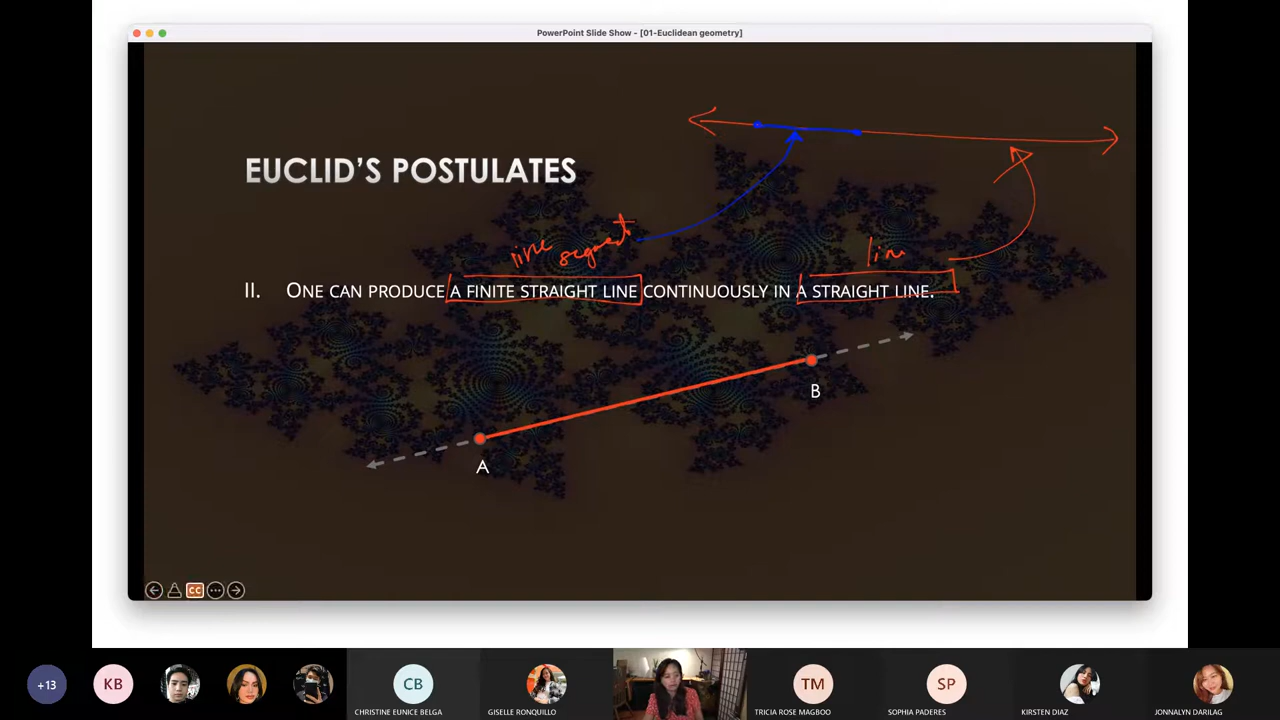 PowerPoint Slide Show - [01-Euclidean geometry]
EUCLID'S POSTULATES
line segment
line
II. ONE CAN PRODUCE A FINITE STRAIGHT LINE CONTINUOUSLY IN A STRAIGHT LINE.
B
A
CC
+13
KB
CB
TM
SP
CHRISTINE EUNICE BELGA
GISELLE RONQUILLO
TRICIA ROSE MAGBOO
SOPHIA PADERES
KIRSTEN DIAZ
JONNALYN DARILAG